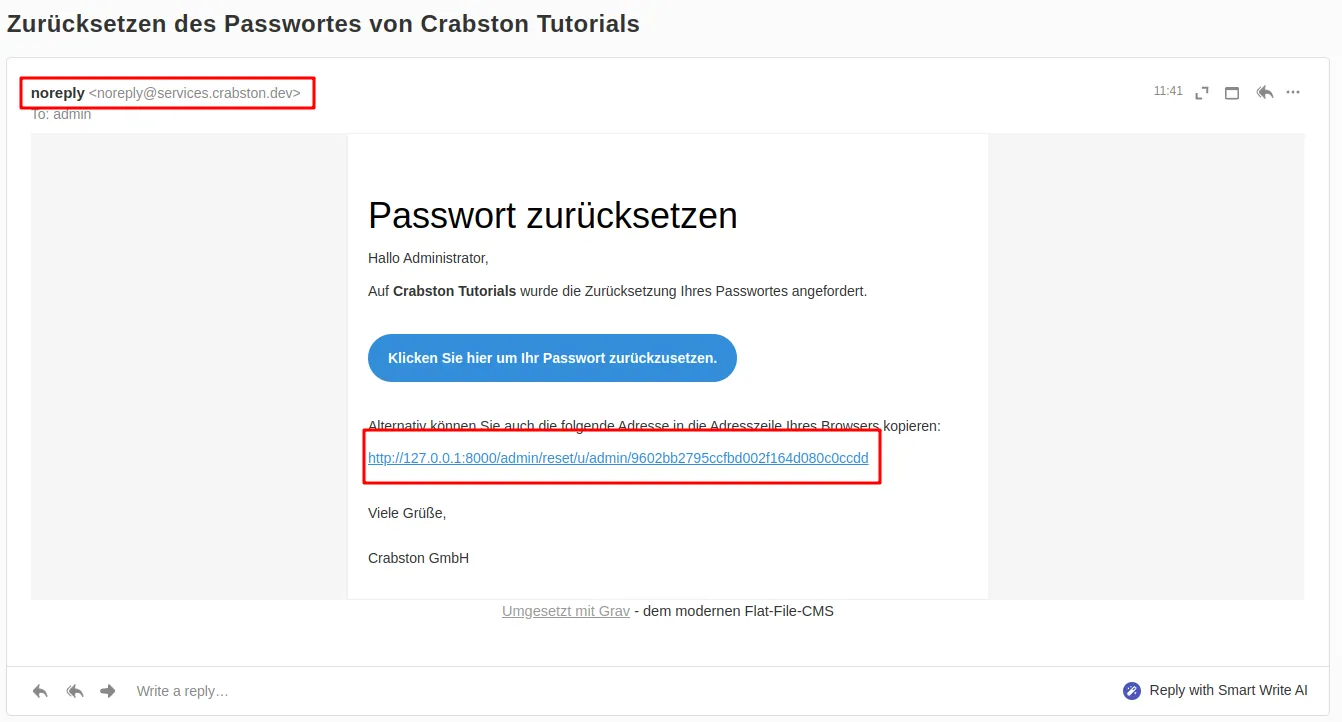 Zurücksetzen des Passwortes von Crabston Tutorials
noreply <noreply@services.crabston.dev>
11:41
To: admin
Passwort zurücksetzen
Hallo Administrator,
Auf Crabston Tutorials wurde die Zurücksetzung Ihres Passwortes angefordert.
Klicken Sie hier um Ihr Passwort zurückzusetzen.
Alternativ können Sie auch die folgende Adresse in die Adresszeile Ihres Browsers kopieren:
http://127.0.0.1:8000/admin/reset/u/admin/9602bb2795ccfbd002f164d080c0ccdd
Viele Grüße,
Crabston GmbH
Umgesetzt mit Grav - dem modernen Flat-File-CMS
Write a reply…
Reply with Smart Write AI